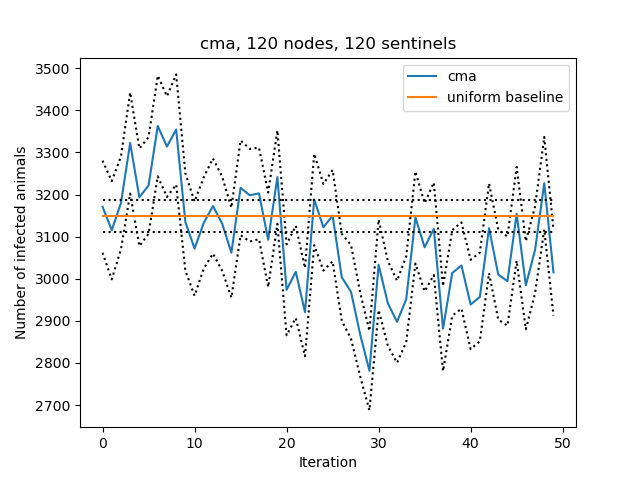 cma, 120 nodes, 120 sentinels
cma
uniform baseline
Number of infected animals
3500
3400
3300
3200
3100
3000
2900
2800
2700
0 10 20 30 40 50
Iteration